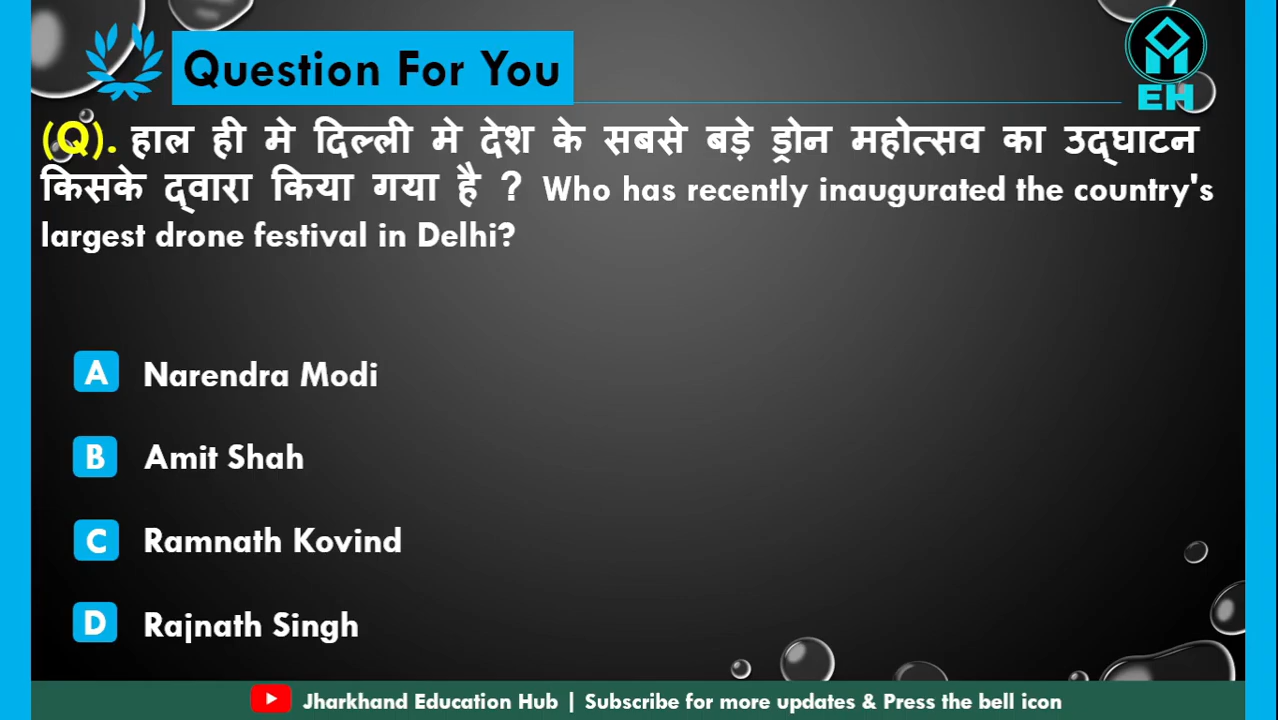 Question For You
EH
(Q). हाल ही मे दिल्ली मे देश के सबसे बड़े ड्रोन महोत्सव का उद्घाटन
किसके द्वारा किया गया है ? Who has recently inaugurated the country's
largest drone festival in Delhi?
A Narendra Modi
B Amit Shah
C Ramnath Kovind
D Rajnath Singh
Jharkhand Education Hub | Subscribe for more updates & Press the bell icon